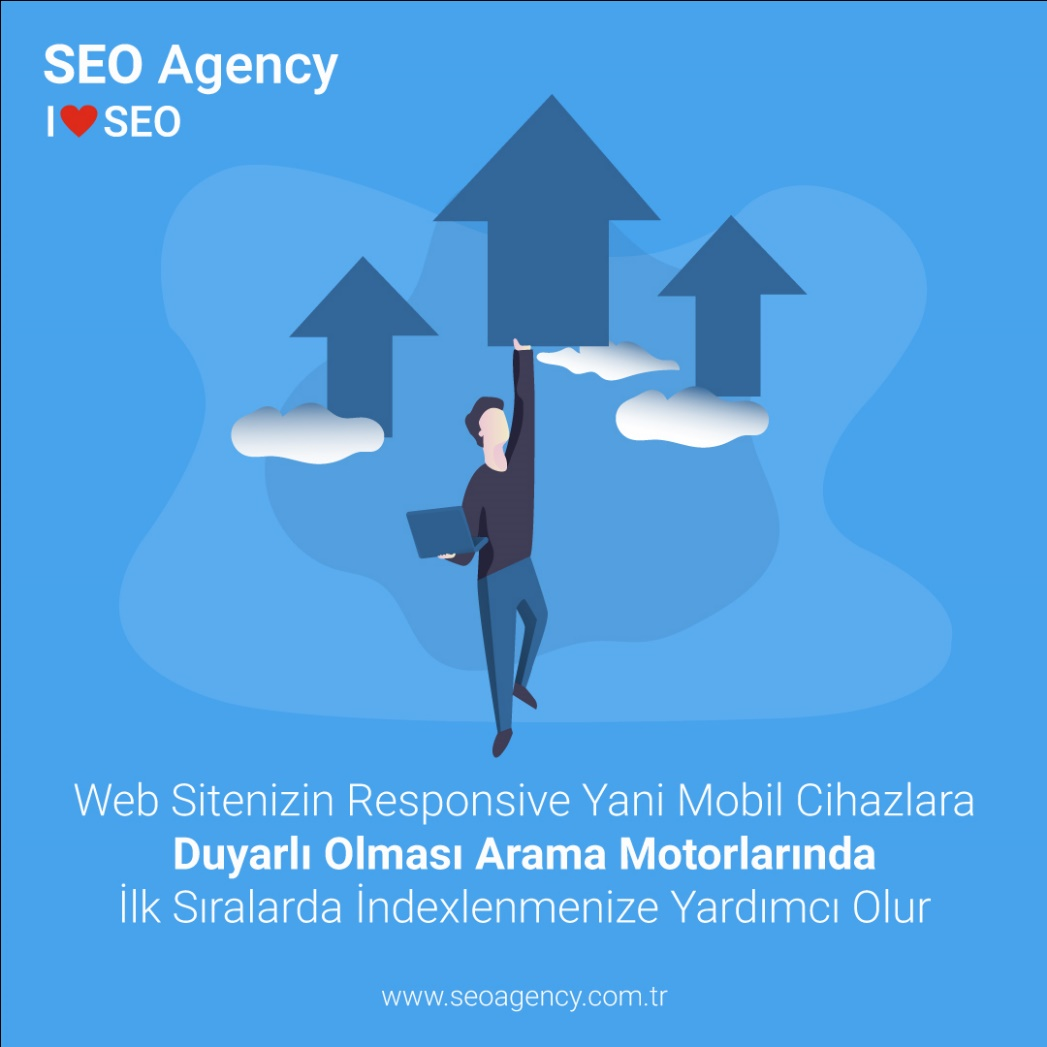 SEO Agency
I ❤ SEO
Web Sitenizin Responsive Yani Mobil Cihazlara
Duyarlı Olması Arama Motorlarında
İlk Sıralarda İndexlenmenize Yardımcı Olur
www.seoagency.com.tr